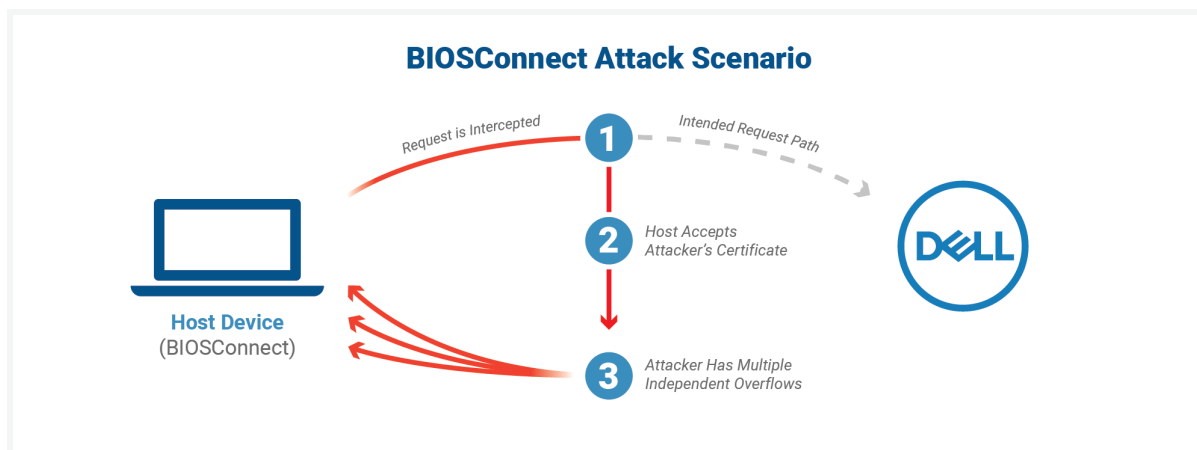 BIOSConnect Attack Scenario
Request is Intercepted
1
Intended Request Path
2
Host Accepts
Attacker's Certificate
DELL
Host Device
(BIOSConnect)
3
Attacker Has Multiple
Independent Overflows